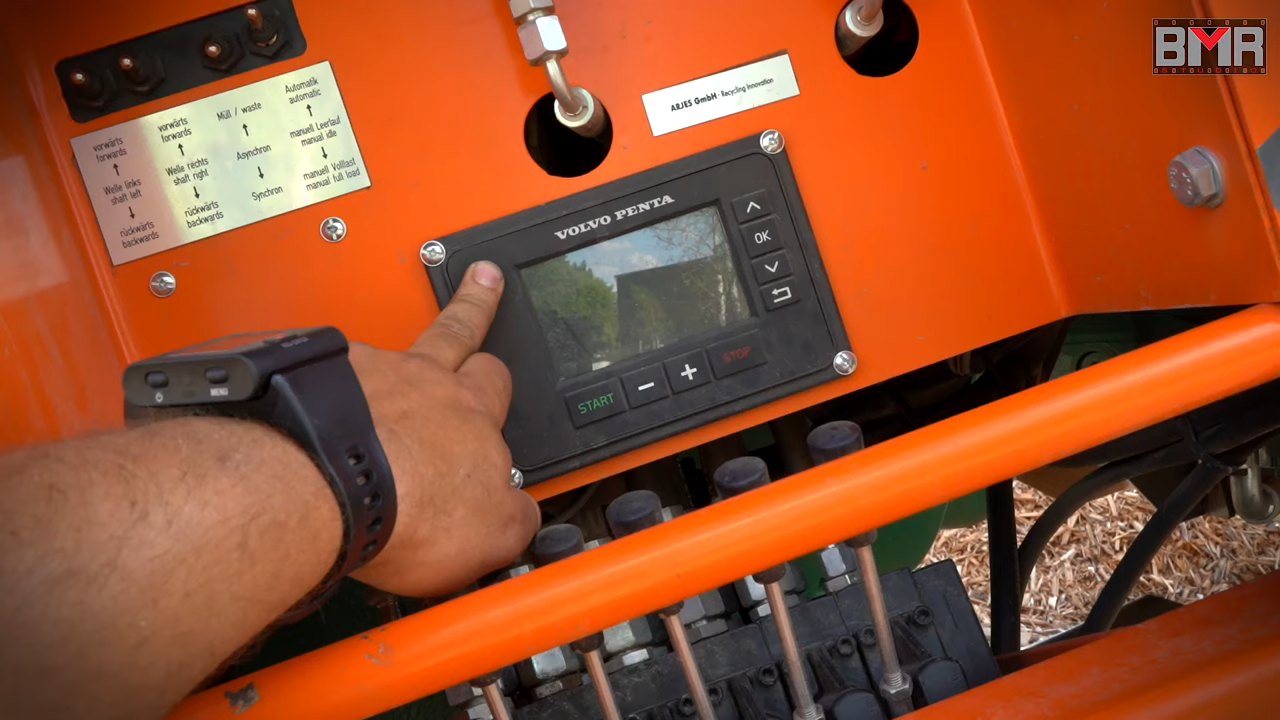 BMR
STUDIO
vorwärts
forwards
Welle links
shaft left
rückwärts
backwards
vorwärts
forwards
Welle rechts
shaft right
rückwärts
backwards
Müll / waste
Asynchron
Synchron
Automatik
automatic
manuell Leerlauf
manual idle
manuell Volllast
manual full load
ARJES GmbH · Recycling Innovation
VOLVO PENTA
OK
START
STOP
MENU